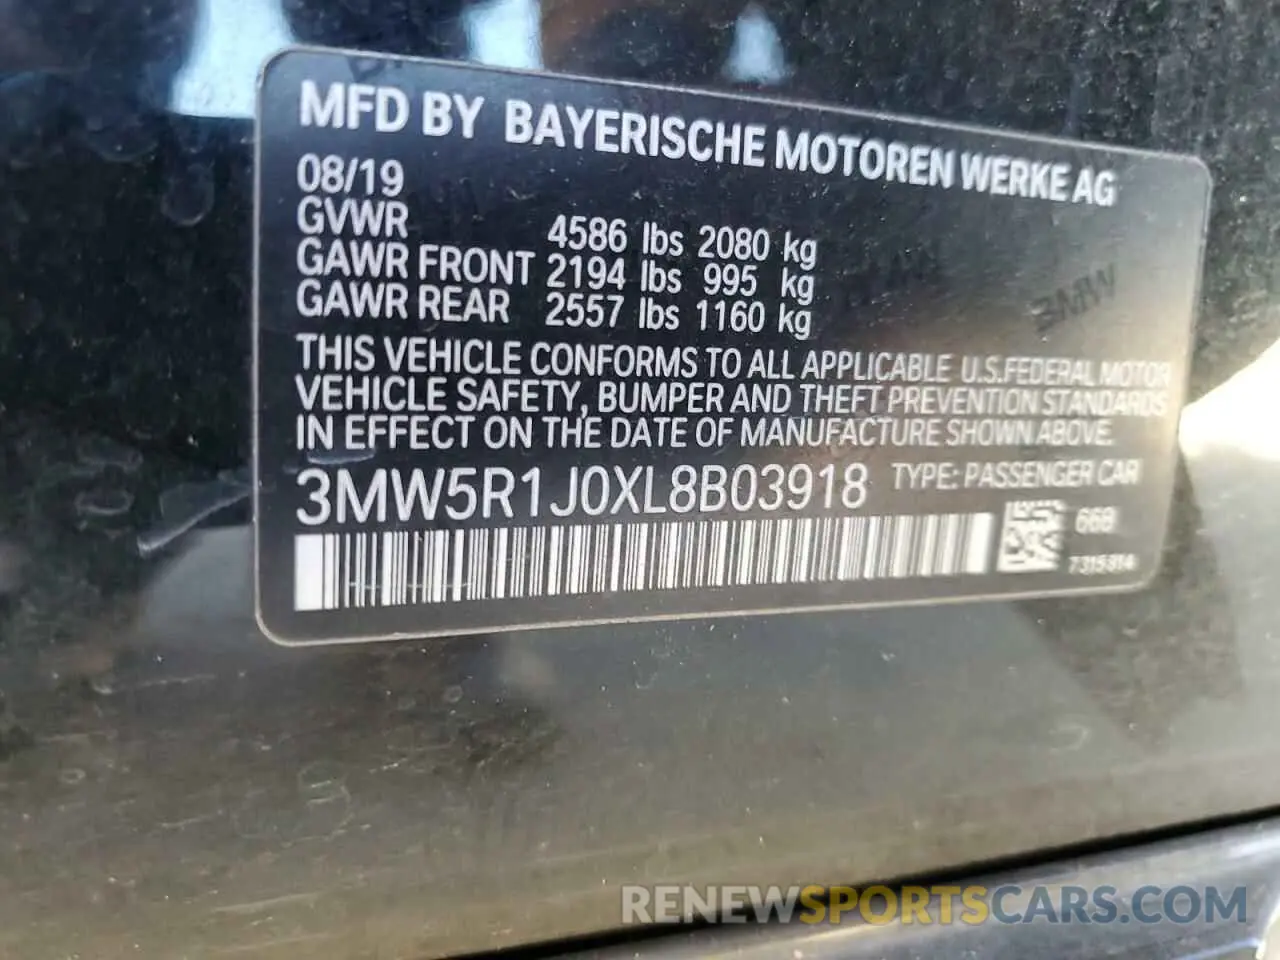 MFD BY BAYERISCHE MOTOREN WERKE AG
08/19
GVWR 4586 lbs 2080 kg
GAWR FRONT 2194 lbs 995 kg
GAWR REAR 2557 lbs 1160 kg
THIS VEHICLE CONFORMS TO ALL APPLICABLE U.S.FEDERAL MOTOR
VEHICLE SAFETY, BUMPER AND THEFT PREVENTION STANDARDS
IN EFFECT ON THE DATE OF MANUFACTURE SHOWN ABOVE.
3MW5R1J0XL8B03918 TYPE: PASSENGER CAR
668
7315814
BMW
RENEWSPORTSCARS.COM